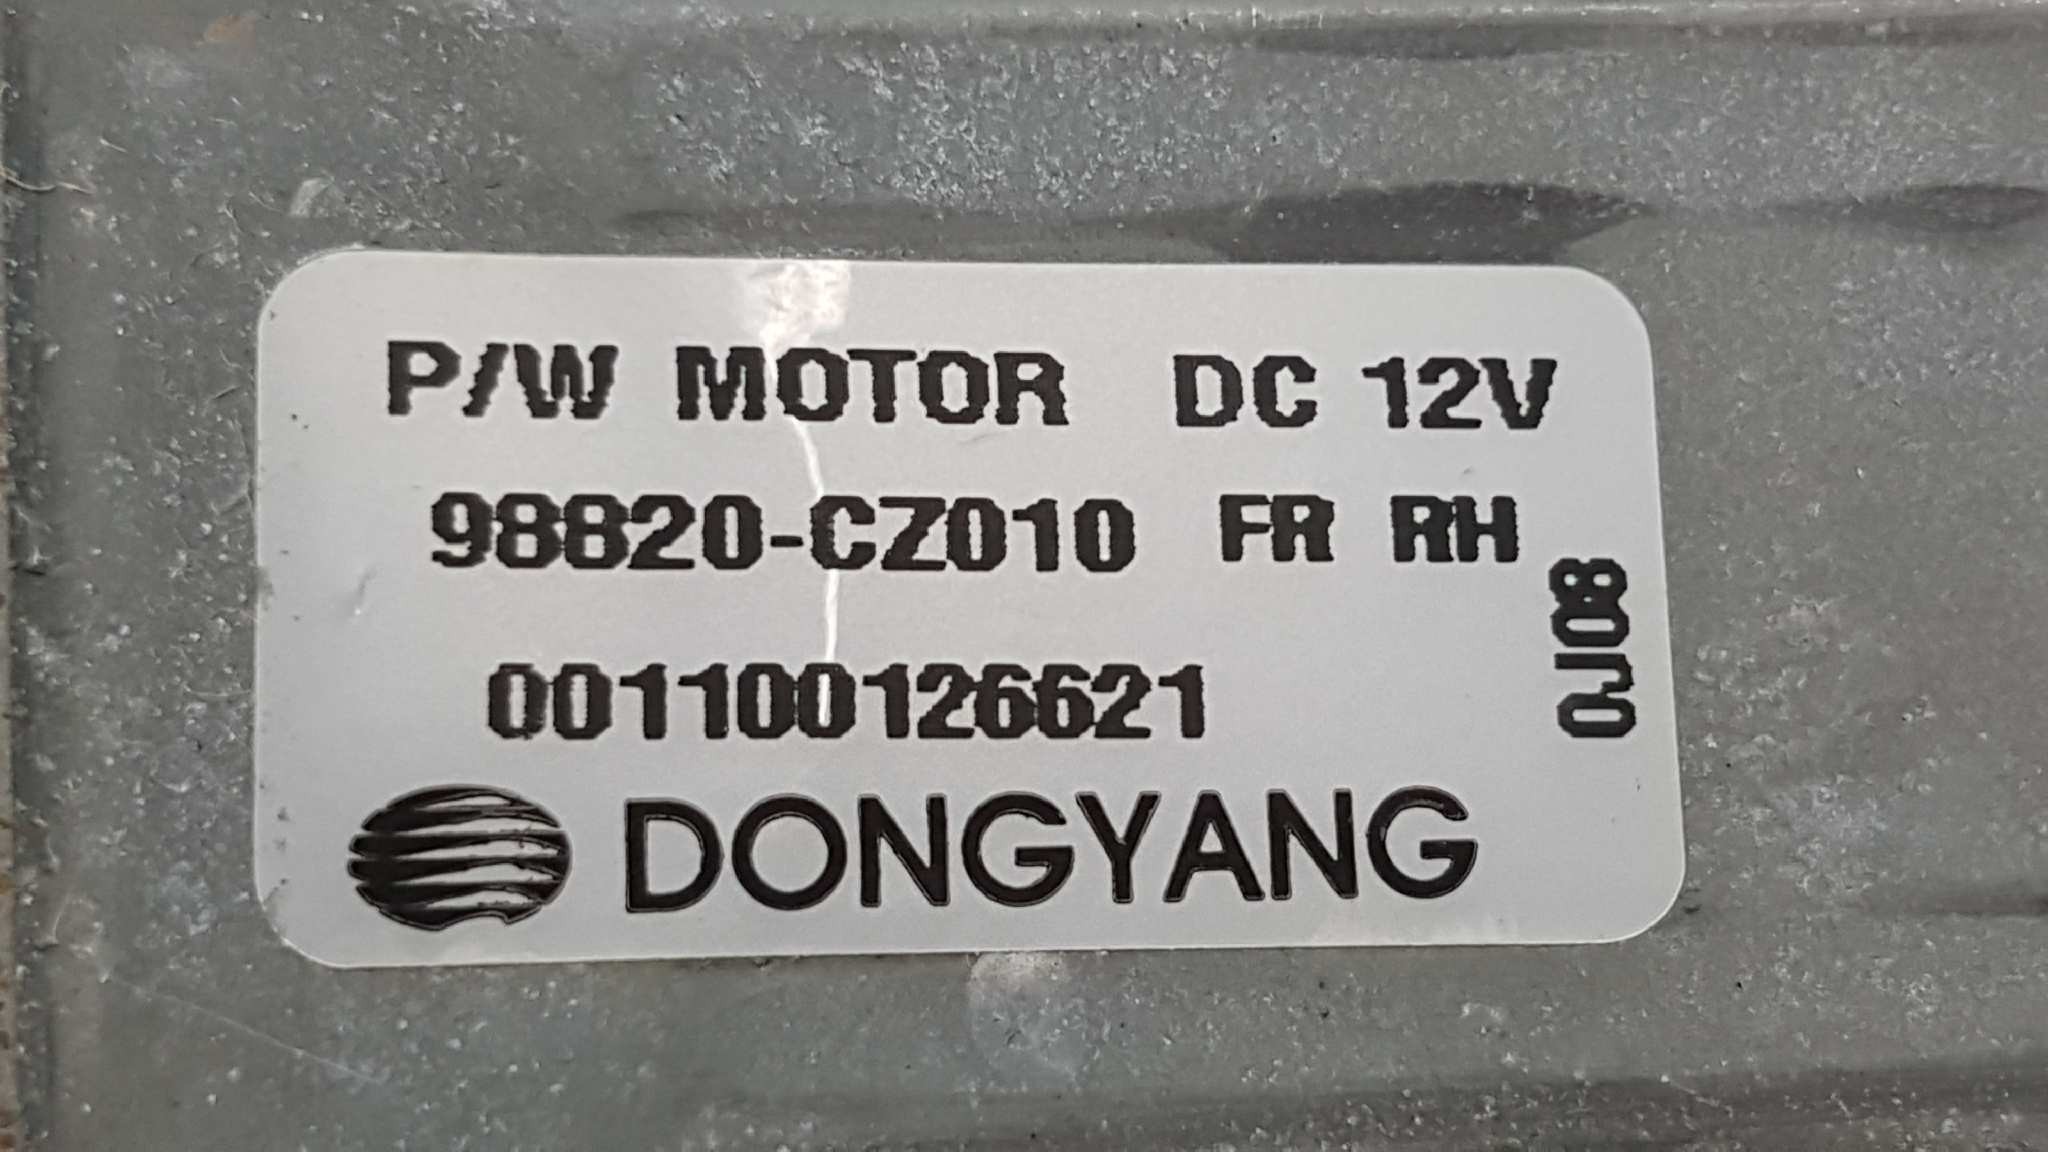 P/W MOTOR DC 12V
98820-CZ010 FR RH
0J08
001100126621
DONGYANG